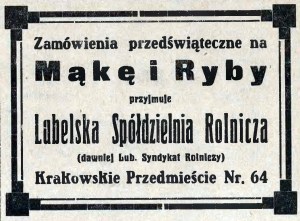 Zamówienia przedświąteczne na
Mąkę i Ryby
przyjmuje
Lubelska Spółdzielnia Rolnicza
(dawniej Lub. Syndykat Rolniczy)
Krakowskie Przedmieście Nr. 64